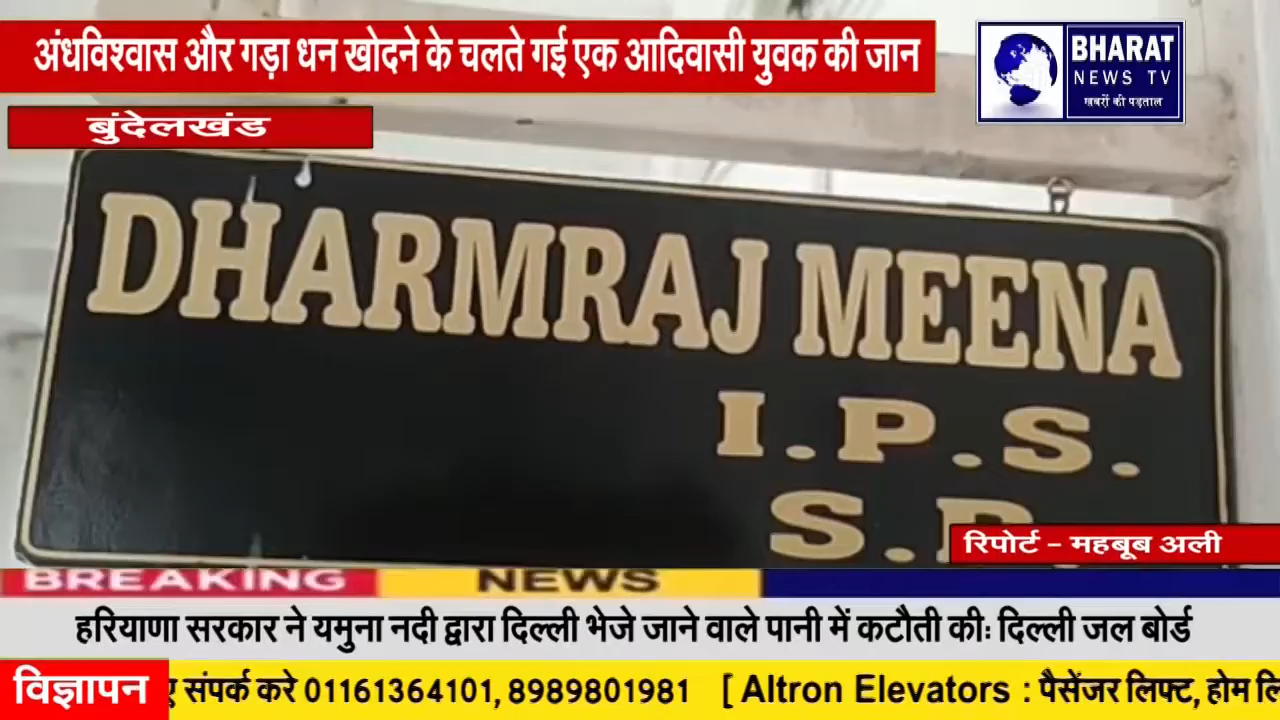 अंधविश्वास और गड़ा धन खोदने के चलते गई एक आदिवासी युवक की जान
BHARAT
NEWS TV
खबरों की पड़ताल
बुंदेलखंड
DHARMRAJ MEENA
I.P.S.
S.P.
रिपोर्ट - महबूब अली
BREAKING NEWS
हरियाणा सरकार ने यमुना नदी द्वारा दिल्ली भेजे जाने वाले पानी में कटौती कीः दिल्ली जल बोर्ड
विज्ञापन
संपर्क करे 01161364101, 8989801981 [ Altron Elevators : पैसेंजर लिफ्ट, होम लि